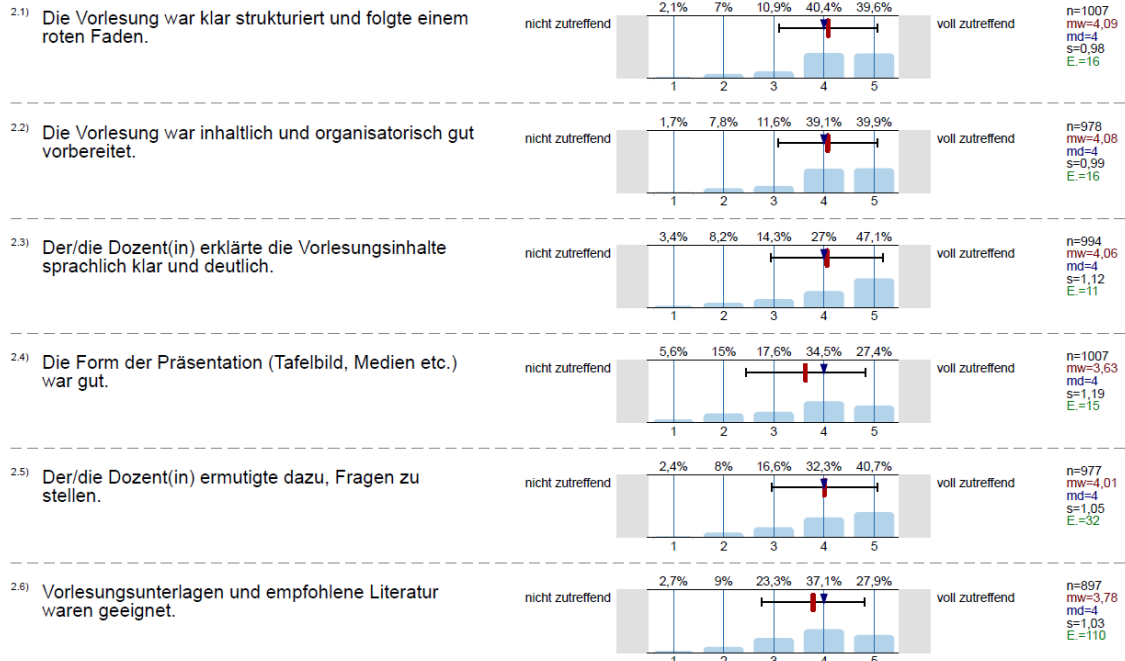 2.1) Die Vorlesung war klar strukturiert und folgte einem
roten Faden.
nicht zutreffend
2,1% 7% 10,9% 40,4% 39,6%
1 2 3 4 5
voll zutreffend
n=1007
mw=4,09
md=4
s=0,98
E.=16
2.2) Die Vorlesung war inhaltlich und organisatorisch gut
vorbereitet.
nicht zutreffend
1,7% 7,8% 11,6% 39,1% 39,9%
1 2 3 4 5
voll zutreffend
n=978
mw=4,08
md=4
s=0,99
E.=16
2.3) Der/die Dozent(in) erklärte die Vorlesungsinhalte
sprachlich klar und deutlich.
nicht zutreffend
3,4% 8,2% 14,3% 27% 47,1%
1 2 3 4 5
voll zutreffend
n=994
mw=4,06
md=4
s=1,12
E.=11
2.4) Die Form der Präsentation (Tafelbild, Medien etc.)
war gut.
nicht zutreffend
5,6% 15% 17,6% 34,5% 27,4%
1 2 3 4 5
voll zutreffend
n=1007
mw=3,63
md=4
s=1,19
E.=15
2.5) Der/die Dozent(in) ermutigte dazu, Fragen zu
stellen.
nicht zutreffend
2,4% 8% 16,6% 32,3% 40,7%
1 2 3 4 5
voll zutreffend
n=977
mw=4,01
md=4
s=1,05
E.=32
2.6) Vorlesungsunterlagen und empfohlene Literatur
waren geeignet.
nicht zutreffend
2,7% 9% 23,3% 37,1% 27,9%
1 2 3 4 5
voll zutreffend
n=897
mw=3,78
md=4
s=1,03
E.=110